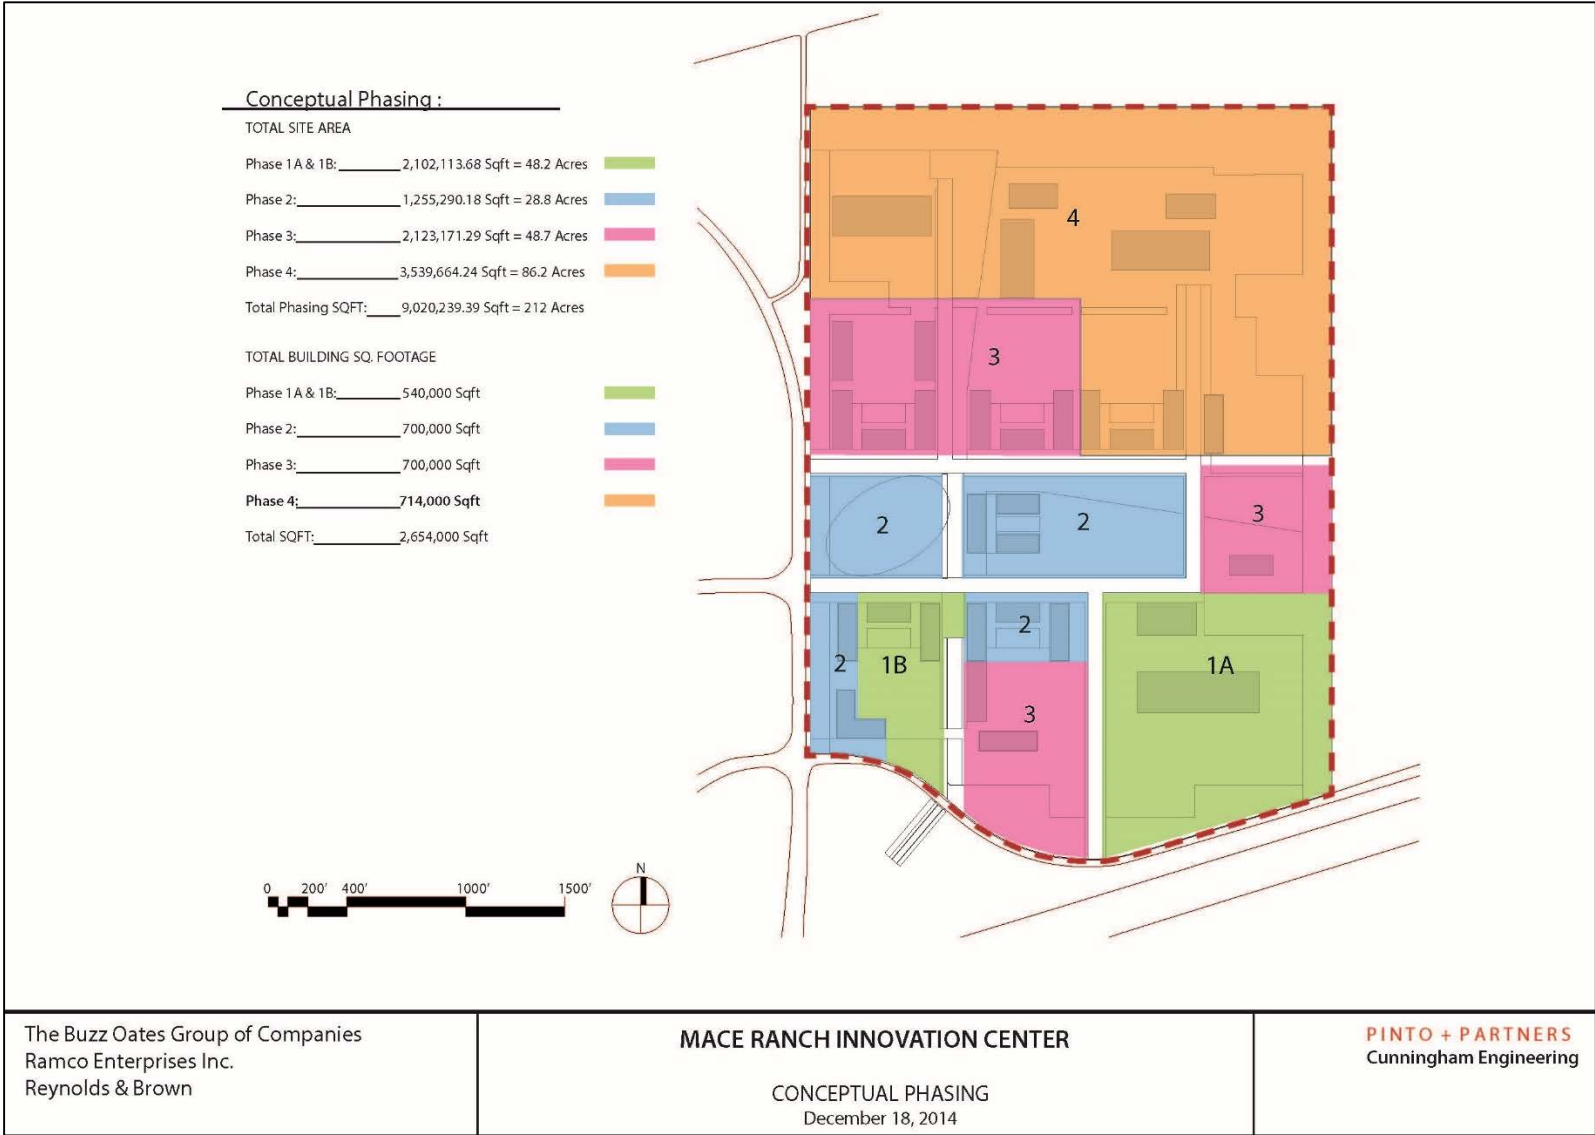 Conceptual Phasing :
TOTAL SITE AREA
Phase 1A & 1B: 2,102,113.68 Sqft = 48.2 Acres
Phase 2: 1,255,290.18 Sqft = 28.8 Acres
Phase 3: 2,123,171.29 Sqft = 48.7 Acres
Phase 4: 3,539,664.24 Sqft = 86.2 Acres
Total Phasing SQFT: 9,020,239.39 Sqft = 212 Acres
TOTAL BUILDING SQ. FOOTAGE
Phase 1A & 1B: 540,000 Sqft
Phase 2: 700,000 Sqft
Phase 3: 700,000 Sqft
Phase 4: 714,000 Sqft
Total SQFT: 2,654,000 Sqft
4
3
2
2
3
2
1B
2
3
1A
0 200' 400' 1000' 1500'
N
The Buzz Oates Group of Companies
Ramco Enterprises Inc.
Reynolds & Brown
MACE RANCH INNOVATION CENTER
CONCEPTUAL PHASING
December 18, 2014
PINTO + PARTNERS
Cunningham Engineering